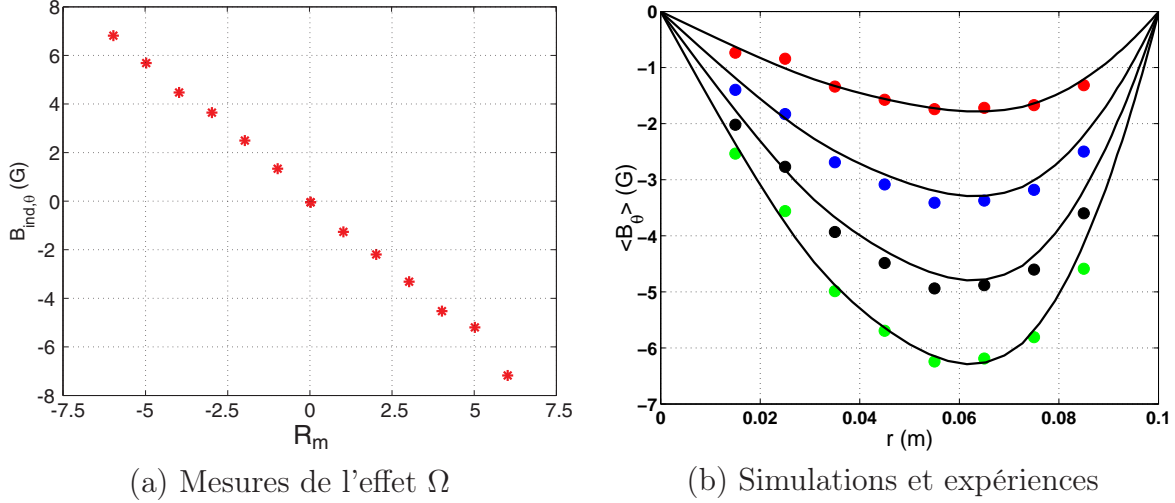 8
6
4
2
0
-2
-4
-6
-8
B_ind,θ (G)
-7.5 -5 -2.5 0 2.5 5 7.5
R_m
(a) Mesures de l'effet Ω
0
−1
−2
−3
−4
−5
−6
−7
<B_θ> (G)
0 0.02 0.04 0.06 0.08 0.1
r (m)
(b) Simulations et expériences